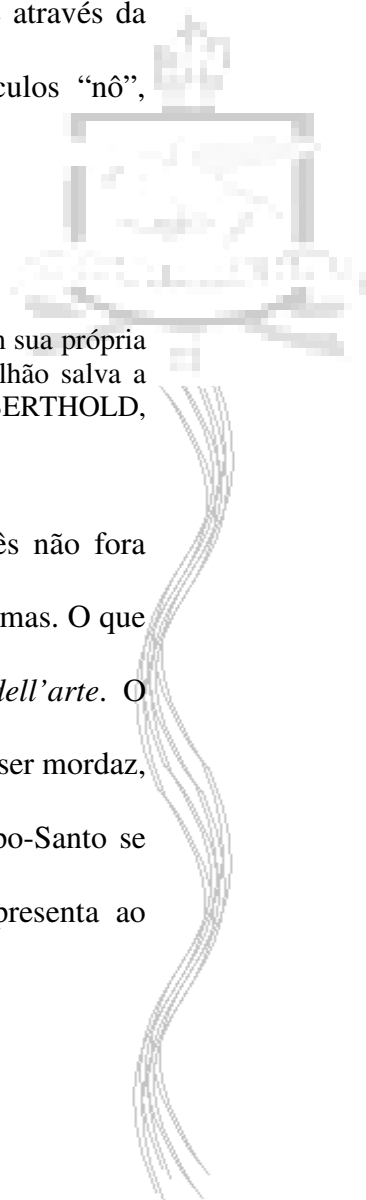 através da
culos “nô”,
sua própria
lhão salva a
BERTHOLD,
ês não fora
mas. O que
dell’arte. O
ser mordaz,
po-Santo se
presenta ao